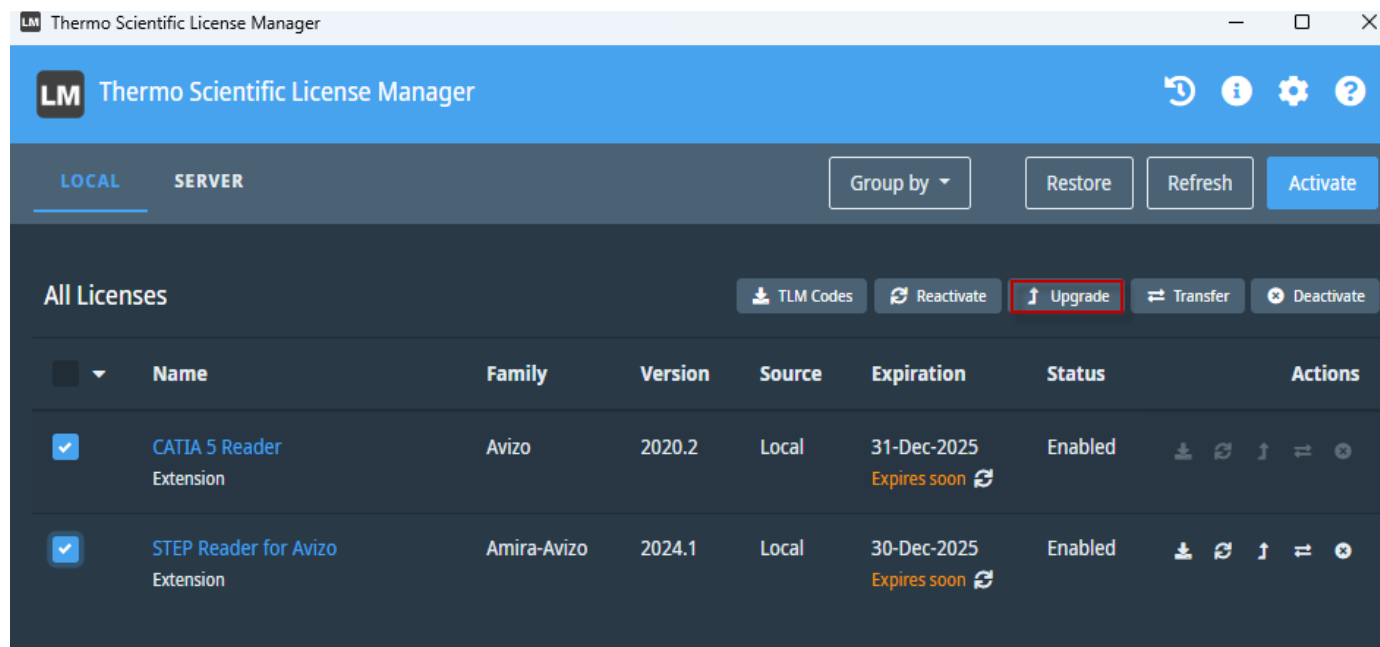 LM Thermo Scientific License Manager
LM Thermo Scientific License Manager
LOCAL SERVER Group by Restore Refresh Activate
All Licenses TLM Codes Reactivate Upgrade Transfer Deactivate
Name Family Version Source Expiration Status Actions
CATIA 5 Reader Avizo 2020.2 Local 31-Dec-2025 Enabled
Extension Expires soon
STEP Reader for Avizo Amira-Avizo 2024.1 Local 30-Dec-2025 Enabled
Extension Expires soon